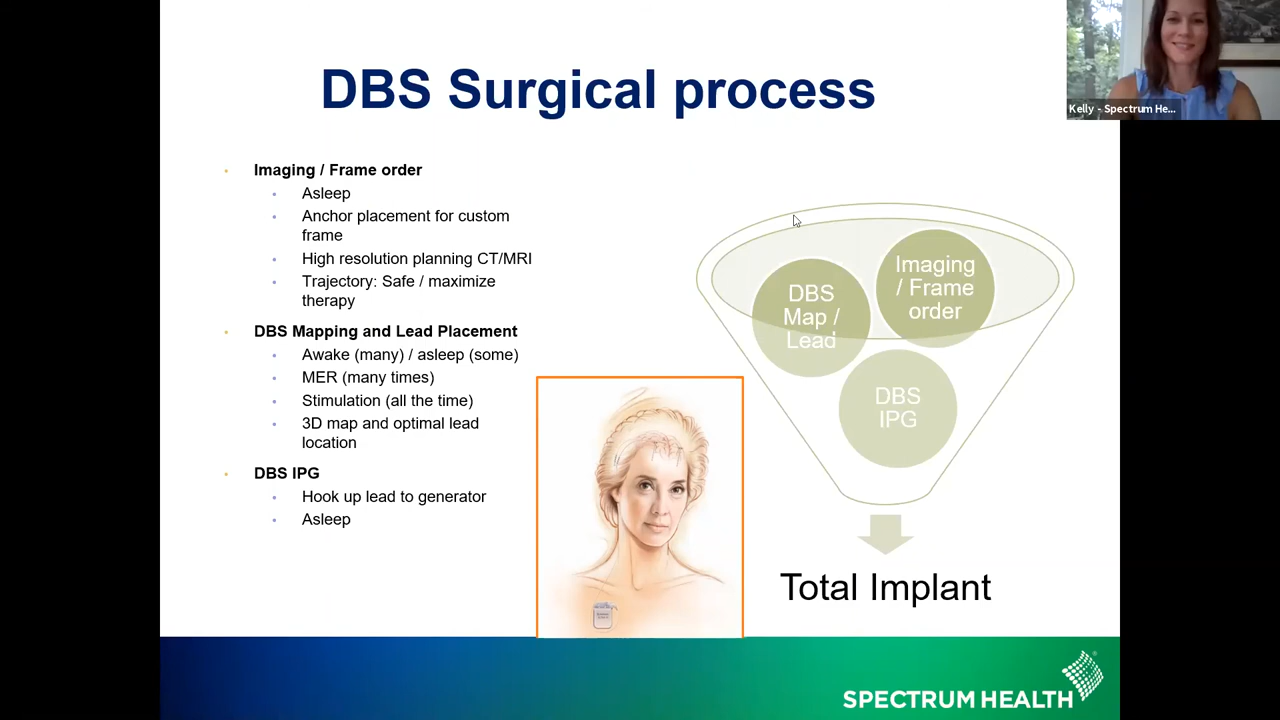 DBS Surgical process
Kelly - Spectrum He...
Imaging / Frame order
Asleep
Anchor placement for custom
frame
High resolution planning CT/MRI
Trajectory: Safe / maximize
therapy
DBS Mapping and Lead Placement
Awake (many) / asleep (some)
MER (many times)
Stimulation (all the time)
3D map and optimal lead
location
DBS IPG
Hook up lead to generator
Asleep
DBS
Map /
Lead
Imaging
/ Frame
order
DBS
IPG
Total Implant
SPECTRUM HEALTH